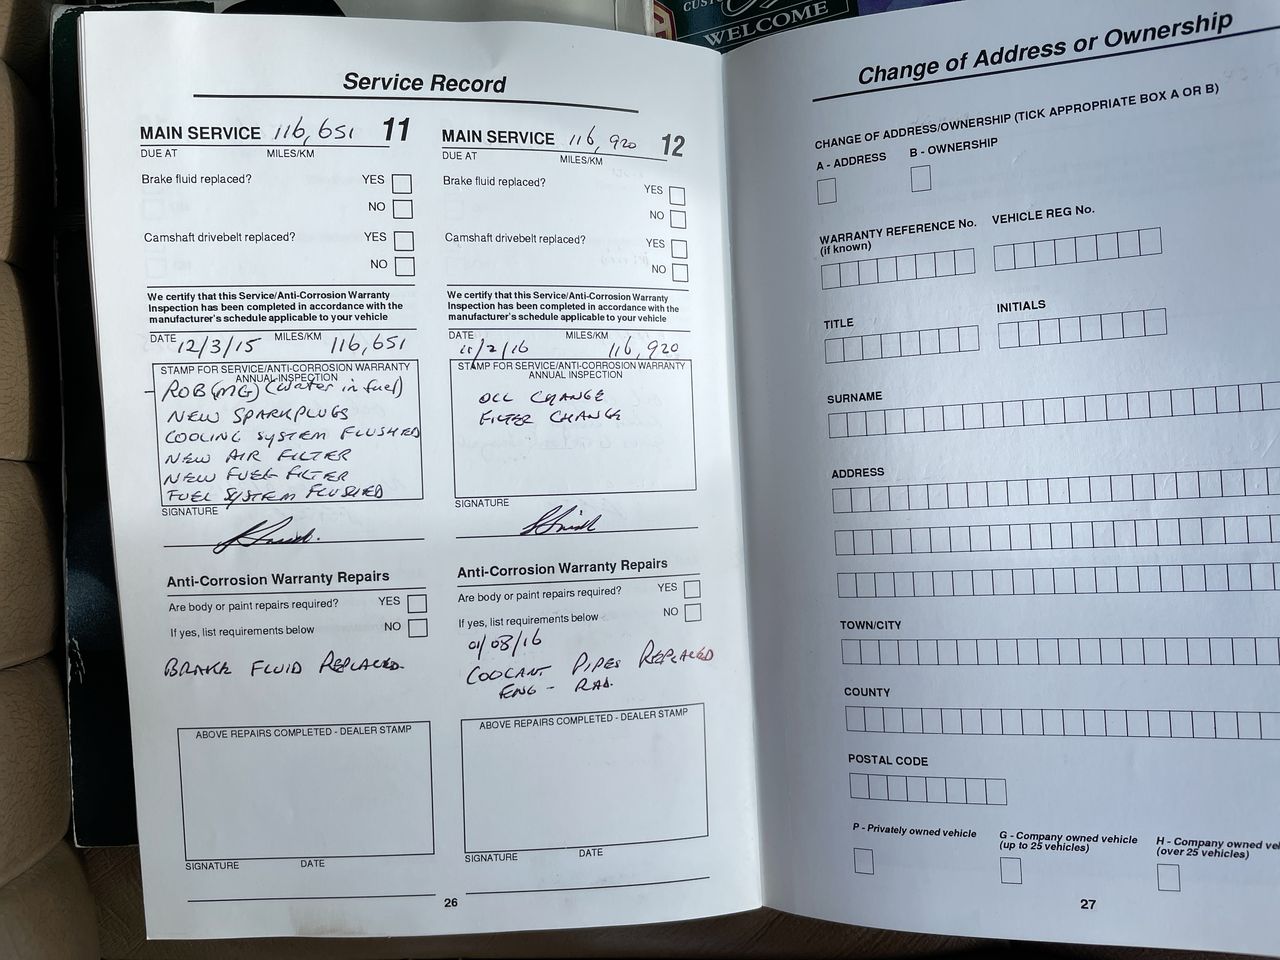 CUSTO
WELCOME
Service Record
MAIN SERVICE 116,651 11
DUE AT MILES/KM
Brake fluid replaced? YES
NO
Camshaft drivebelt replaced? YES
NO
We certify that this Service/Anti-Corrosion Warranty
Inspection has been completed in accordance with the
manufacturer's schedule applicable to your vehicle
DATE 12/3/15 MILES/KM 116,651
STAMP FOR SERVICE/ANTI-CORROSION WARRANTY
ANNUAL INSPECTION
- ROB (MG) (water in fuel)
NEW SPARKPLUGS
COOLING SYSTEM FLUSHED
NEW AIR FILTER
NEW FUEL FILTER
FUEL SYSTEM FLUSHED
SIGNATURE
Anti-Corrosion Warranty Repairs
Are body or paint repairs required? YES
If yes, list requirements below NO
BRAKE FLUID REPLACED.
ABOVE REPAIRS COMPLETED - DEALER STAMP
SIGNATURE DATE
MAIN SERVICE 116,920 12
DUE AT MILES/KM
Brake fluid replaced? YES
NO
Camshaft drivebelt replaced? YES
NO
We certify that this Service/Anti-Corrosion Warranty
Inspection has been completed in accordance with the
manufacturer's schedule applicable to your vehicle
DATE 11/2/16 MILES/KM 116,920
STAMP FOR SERVICE/ANTI-CORROSION WARRANTY
ANNUAL INSPECTION
OIL CHANGE
FILTER CHANGE
SIGNATURE
Anti-Corrosion Warranty Repairs
Are body or paint repairs required? YES
If yes, list requirements below NO
01/08/16
COOLANT PIPES REPLACED
ENG - RAD.
ABOVE REPAIRS COMPLETED - DEALER STAMP
SIGNATURE DATE
26
Change of Address or Ownership
CHANGE OF ADDRESS/OWNERSHIP (TICK APPROPRIATE BOX A OR B)
A - ADDRESS B - OWNERSHIP
WARRANTY REFERENCE No. VEHICLE REG No.
(if known)
TITLE INITIALS
SURNAME
ADDRESS
TOWN/CITY
COUNTY
POSTAL CODE
P - Privately owned vehicle G - Company owned vehicle H - Company owned veh
(up to 25 vehicles) (over 25 vehicles)
27